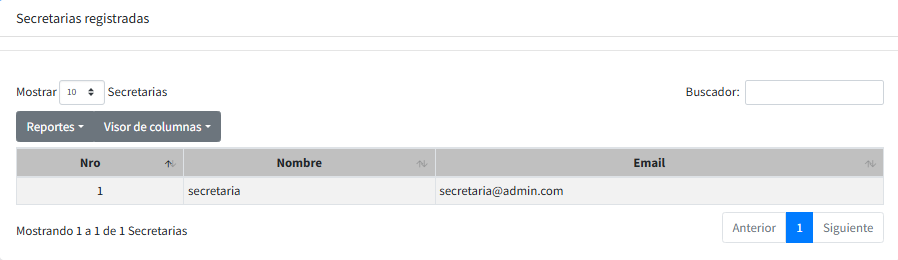 Secretarias registradas
Mostrar 10 Secretarias Buscador:
Reportes Visor de columnas
Nro Nombre Email
1 secretaria secretaria@admin.com
Mostrando 1 a 1 de 1 Secretarias Anterior 1 Siguiente